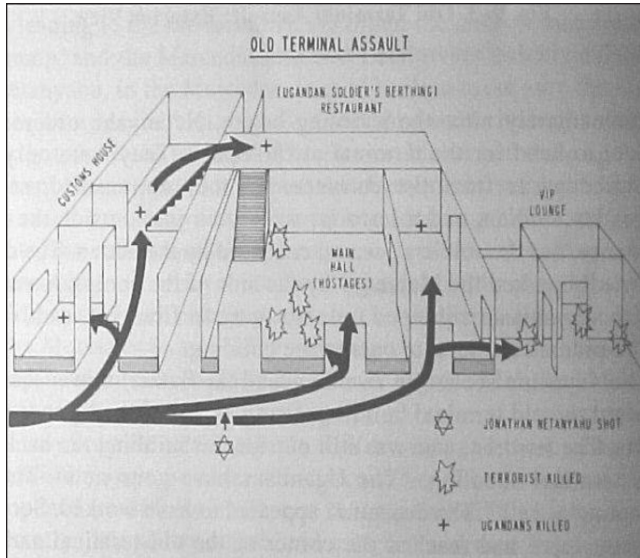 OLD TERMINAL ASSAULT
(UGANDAN SOLDIER'S BERTHING)
RESTAURANT
CUSTOMS HOUSE
VIP
LOUNGE
MAIN
HALL
(HOSTAGES)
JONATHAN NETANYAHU SHOT
TERRORIST KILLED
UGANDANS KILLED